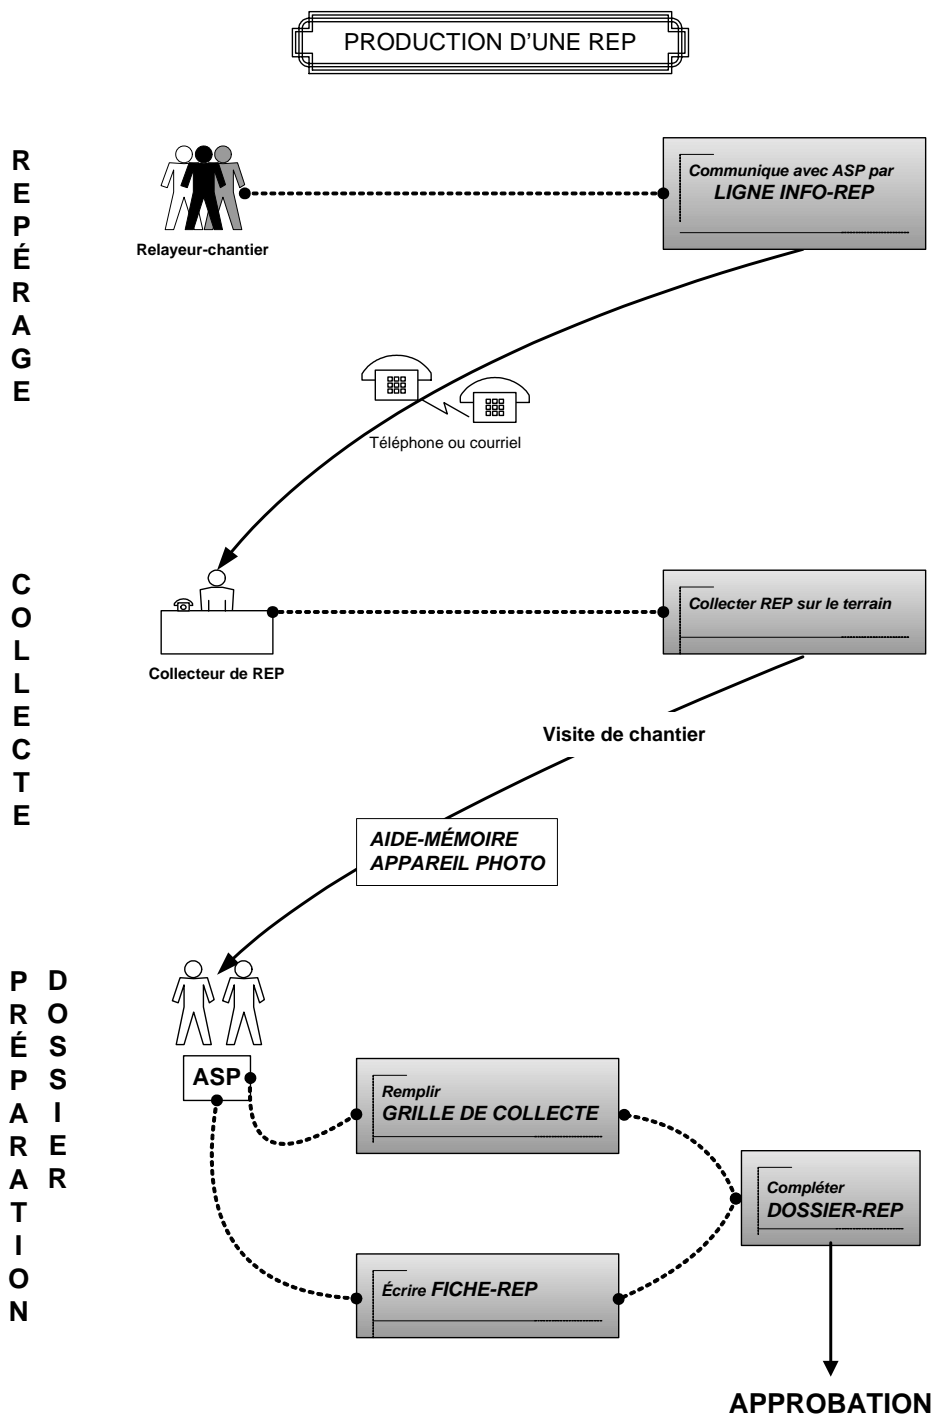 PRODUCTION D'UNE REP
REPÉRAGE
Relayeur-chantier
Communique avec ASP par
LIGNE INFO-REP
Téléphone ou courriel
COLLECTE
Collecteur de REP
Collecter REP sur le terrain
Visite de chantier
AIDE-MÉMOIRE
APPAREIL PHOTO
PRÉPARATION
DOSSIER
ASP
Remplir
GRILLE DE COLLECTE
Compléter
DOSSIER-REP
Écrire FICHE-REP
APPROBATION